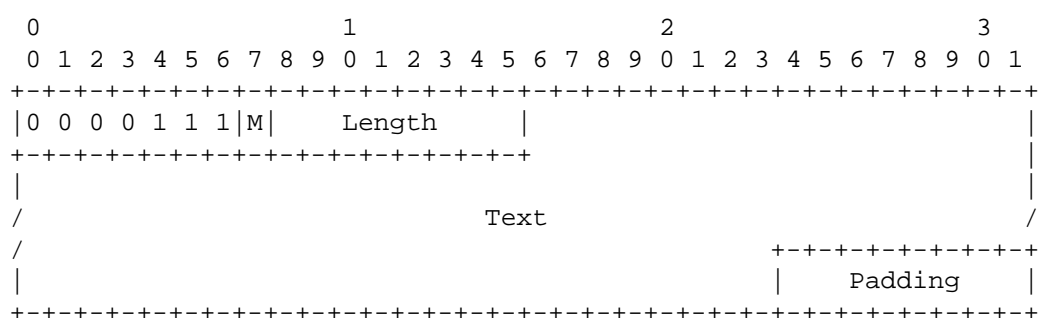 0                   1                   2                   3
 0 1 2 3 4 5 6 7 8 9 0 1 2 3 4 5 6 7 8 9 0 1 2 3 4 5 6 7 8 9 0 1
+-+-+-+-+-+-+-+-+-+-+-+-+-+-+-+-+-+-+-+-+-+-+-+-+-+-+-+-+-+-+-+-+
|0 0 0 0 1 1 1|M|    Length     |                               |
+-+-+-+-+-+-+-+-+-+-+-+-+-+-+-+-+                               |
|                                                               |
/                             Text                              /
/                                               +-+-+-+-+-+-+-+-+
|                                               |    Padding    |
+-+-+-+-+-+-+-+-+-+-+-+-+-+-+-+-+-+-+-+-+-+-+-+-+-+-+-+-+-+-+-+-+